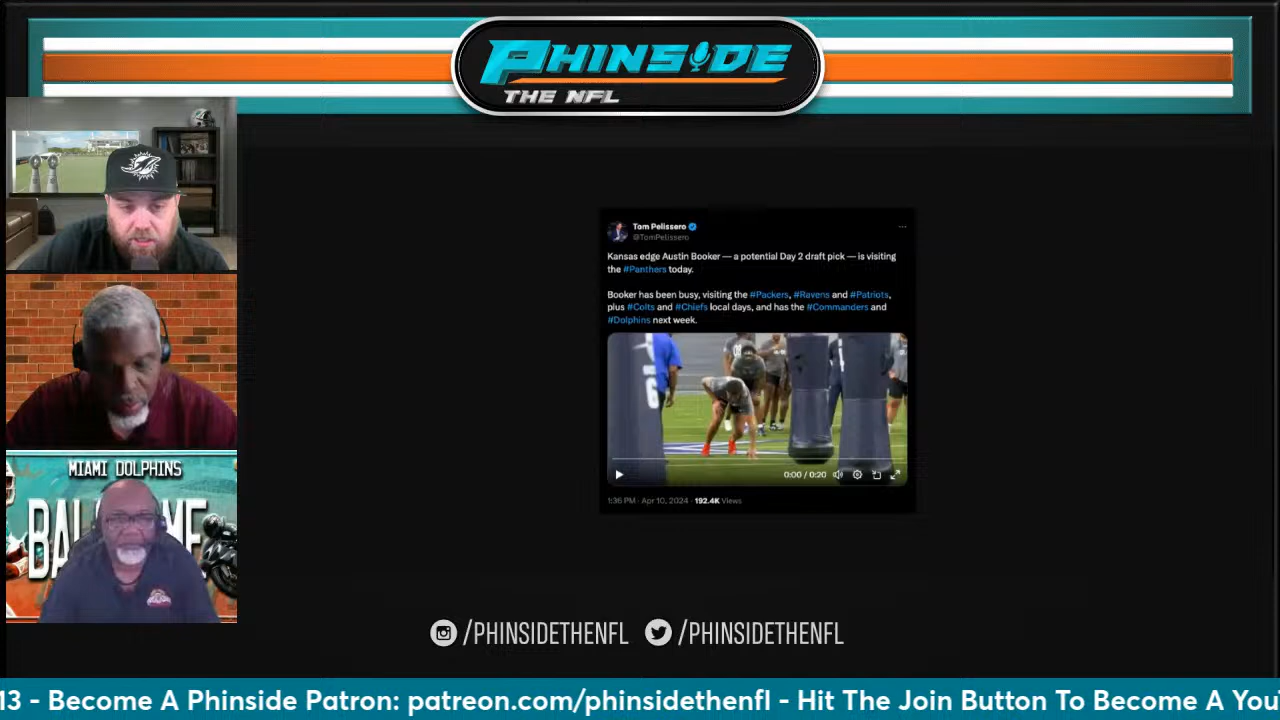 PHINSIDE
THE NFL
Tom Pelissero
@TomPelissero
Kansas edge Austin Booker — a potential Day 2 draft pick — is visiting
the #Panthers today.
Booker has been busy, visiting the #Packers, #Ravens and #Patriots,
plus #Colts and #Chiefs local days, and has the #Commanders and
#Dolphins next week.
0:00 / 0:20
1:36 PM · Apr 10, 2024 · 192.4K Views
MIAMI DOLPHINS
/PHINSIDETHENFL /PHINSIDETHENFL
13 - Become A Phinside Patron: patreon.com/phinsidethenfl - Hit The Join Button To Become A You